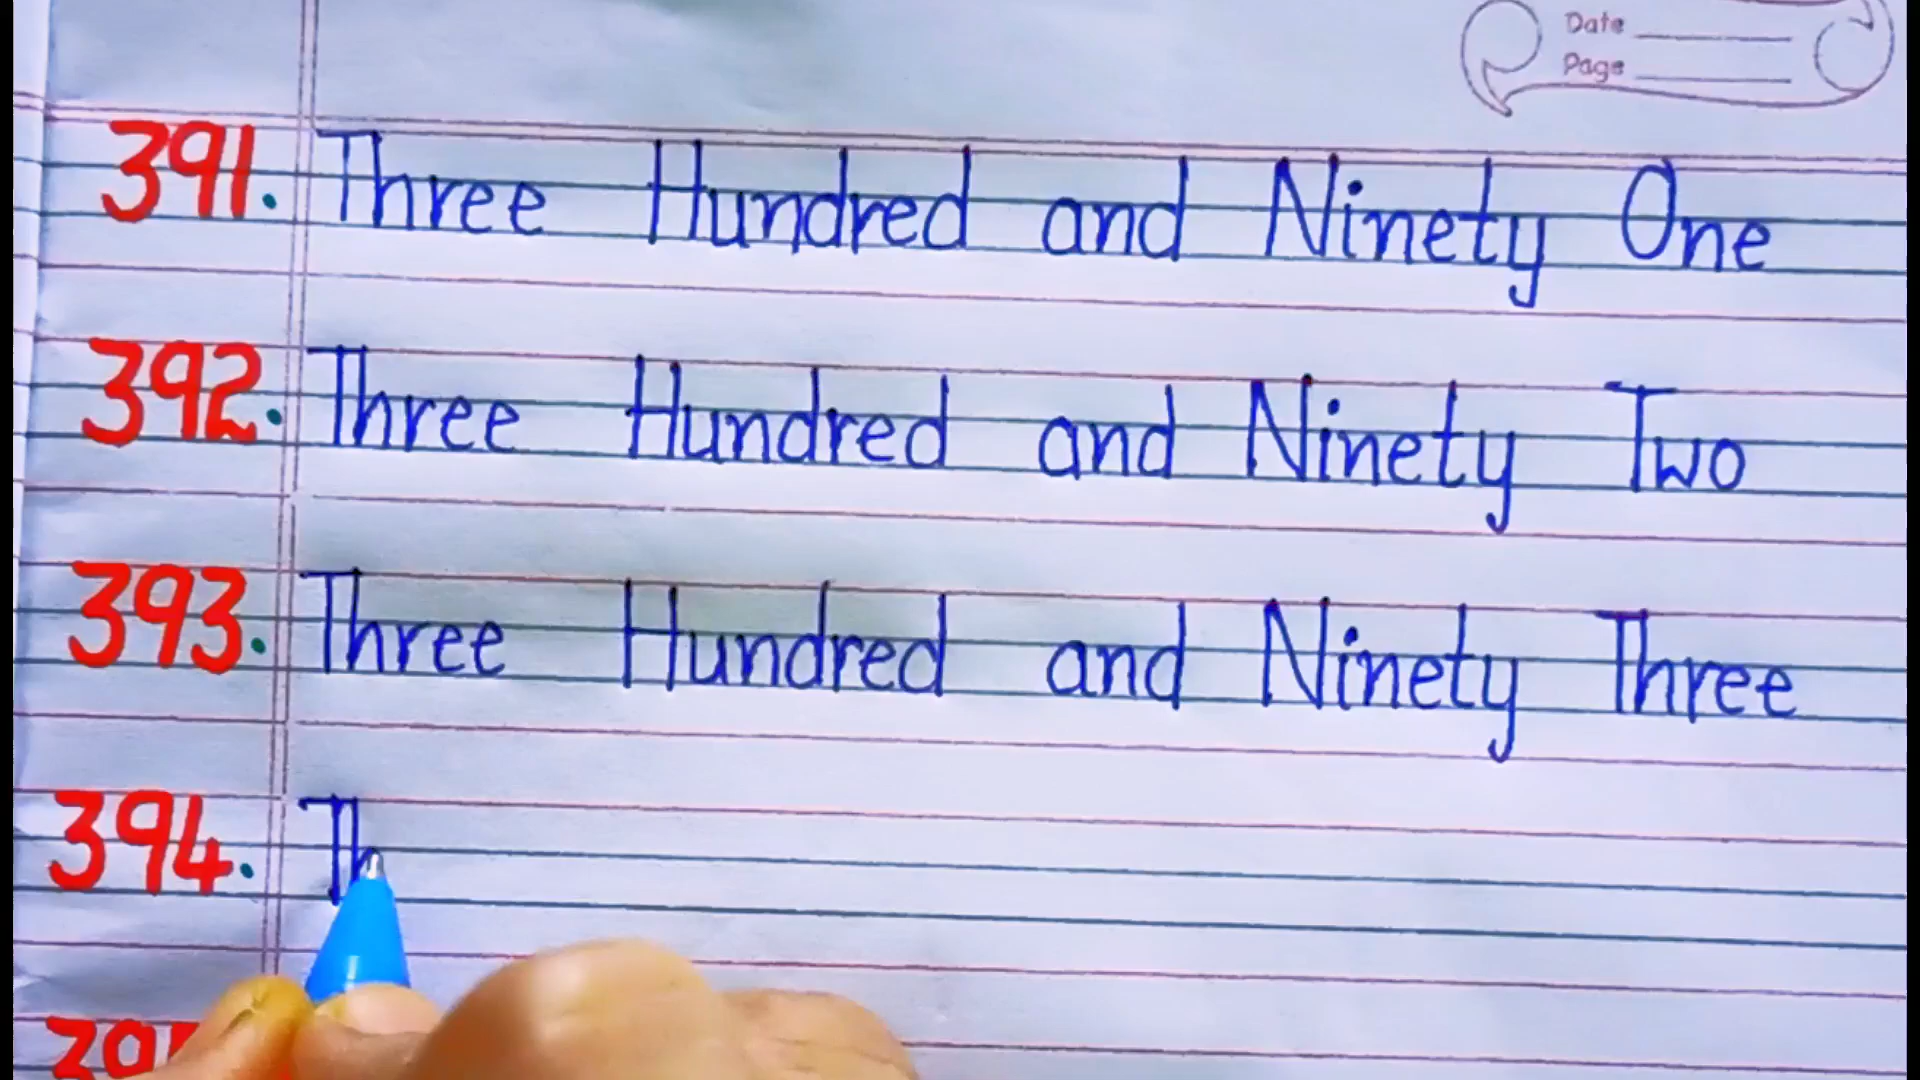 Date
Page
391. Three Hundred and Ninety One
392. Three Hundred and Ninety Two
393. Three Hundred and Ninety Three
394. Th